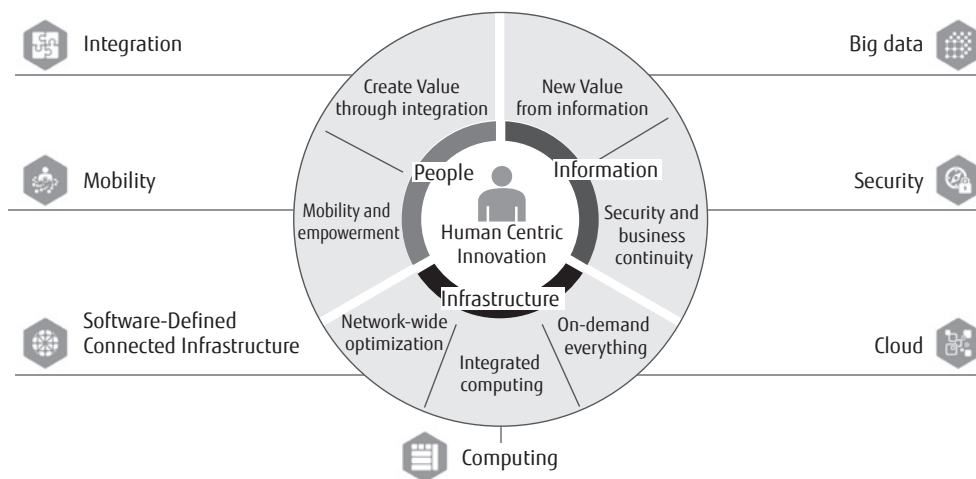 Integration
Big data
Create Value
through integration
New Value
from information
People
Information
Mobility
Security
Mobility and
empowerment
Human Centric
Innovation
Security and
business
continuity
Infrastructure
Software-Defined
Connected Infrastructure
Network-wide
optimization
On-demand
everything
Cloud
Integrated
computing
Computing